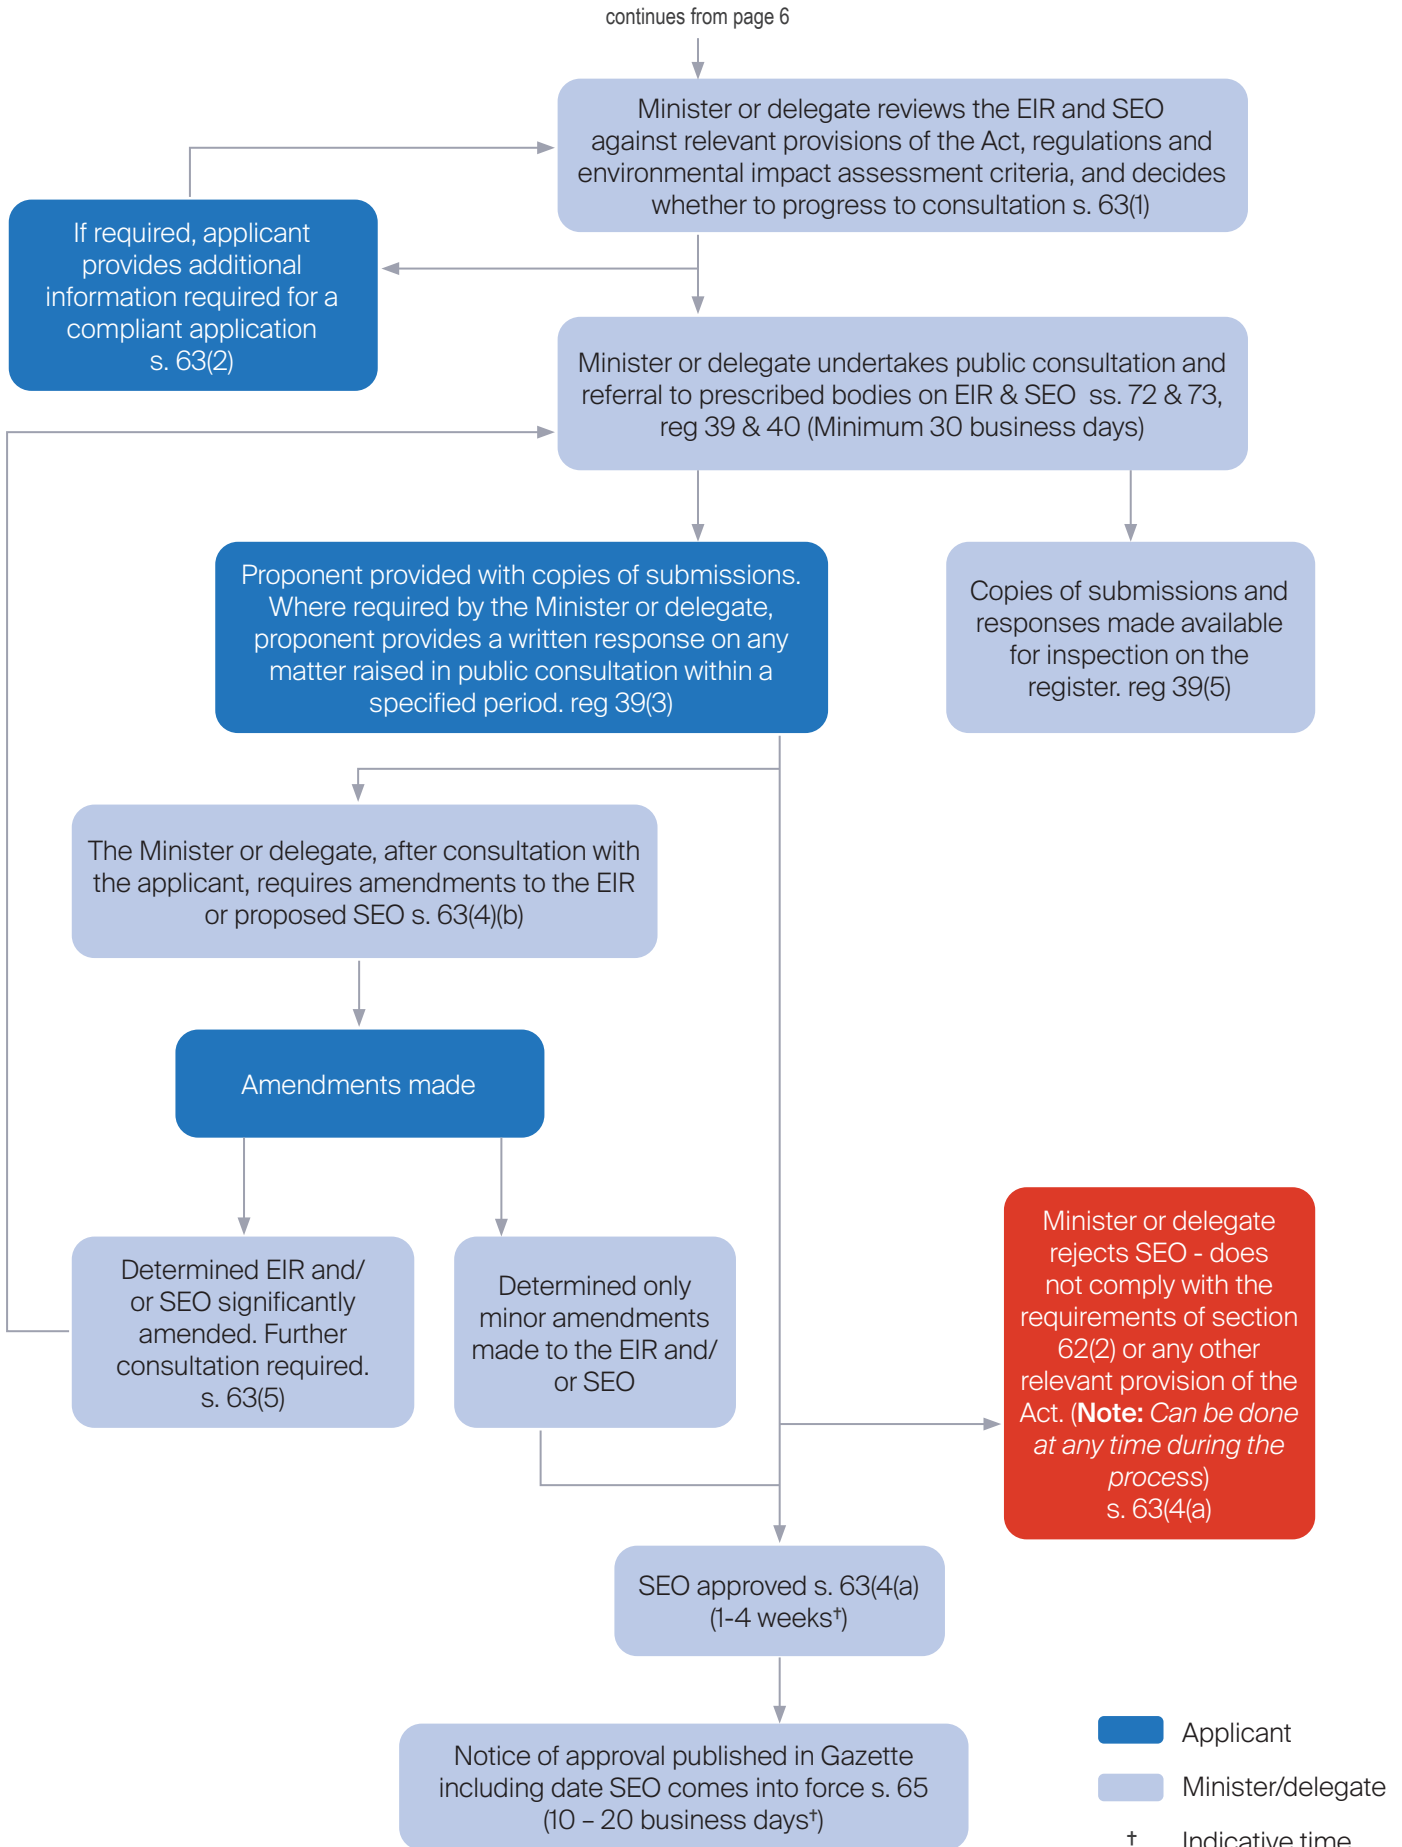 continues from page 6
Minister or delegate reviews the EIR and SEO
against relevant provisions of the Act, regulations and
environmental impact assessment criteria, and decides
whether to progress to consultation s. 63(1)
If required, applicant
provides additional
information required for a
compliant application
s. 63(2)
Minister or delegate undertakes public consultation and
referral to prescribed bodies on EIR & SEO ss. 72 & 73,
reg 39 & 40 (Minimum 30 business days)
Proponent provided with copies of submissions.
Where required by the Minister or delegate,
proponent provides a written response on any
matter raised in public consultation within a
specified period. reg 39(3)
Copies of submissions and
responses made available
for inspection on the
register. reg 39(5)
The Minister or delegate, after consultation with
the applicant, requires amendments to the EIR
or proposed SEO s. 63(4)(b)
Amendments made
Determined EIR and/
or SEO significantly
amended. Further
consultation required.
s. 63(5)
Determined only
minor amendments
made to the EIR and/
or SEO
Minister or delegate
rejects SEO - does
not comply with the
requirements of section
62(2) or any other
relevant provision of the
Act. (Note: Can be done
at any time during the
process)
s. 63(4(a)
SEO approved s. 63(4(a)
(1-4 weeks†)
Notice of approval published in Gazette
including date SEO comes into force s. 65
(10 – 20 business days†)
Applicant
Minister/delegate
† Indicative time